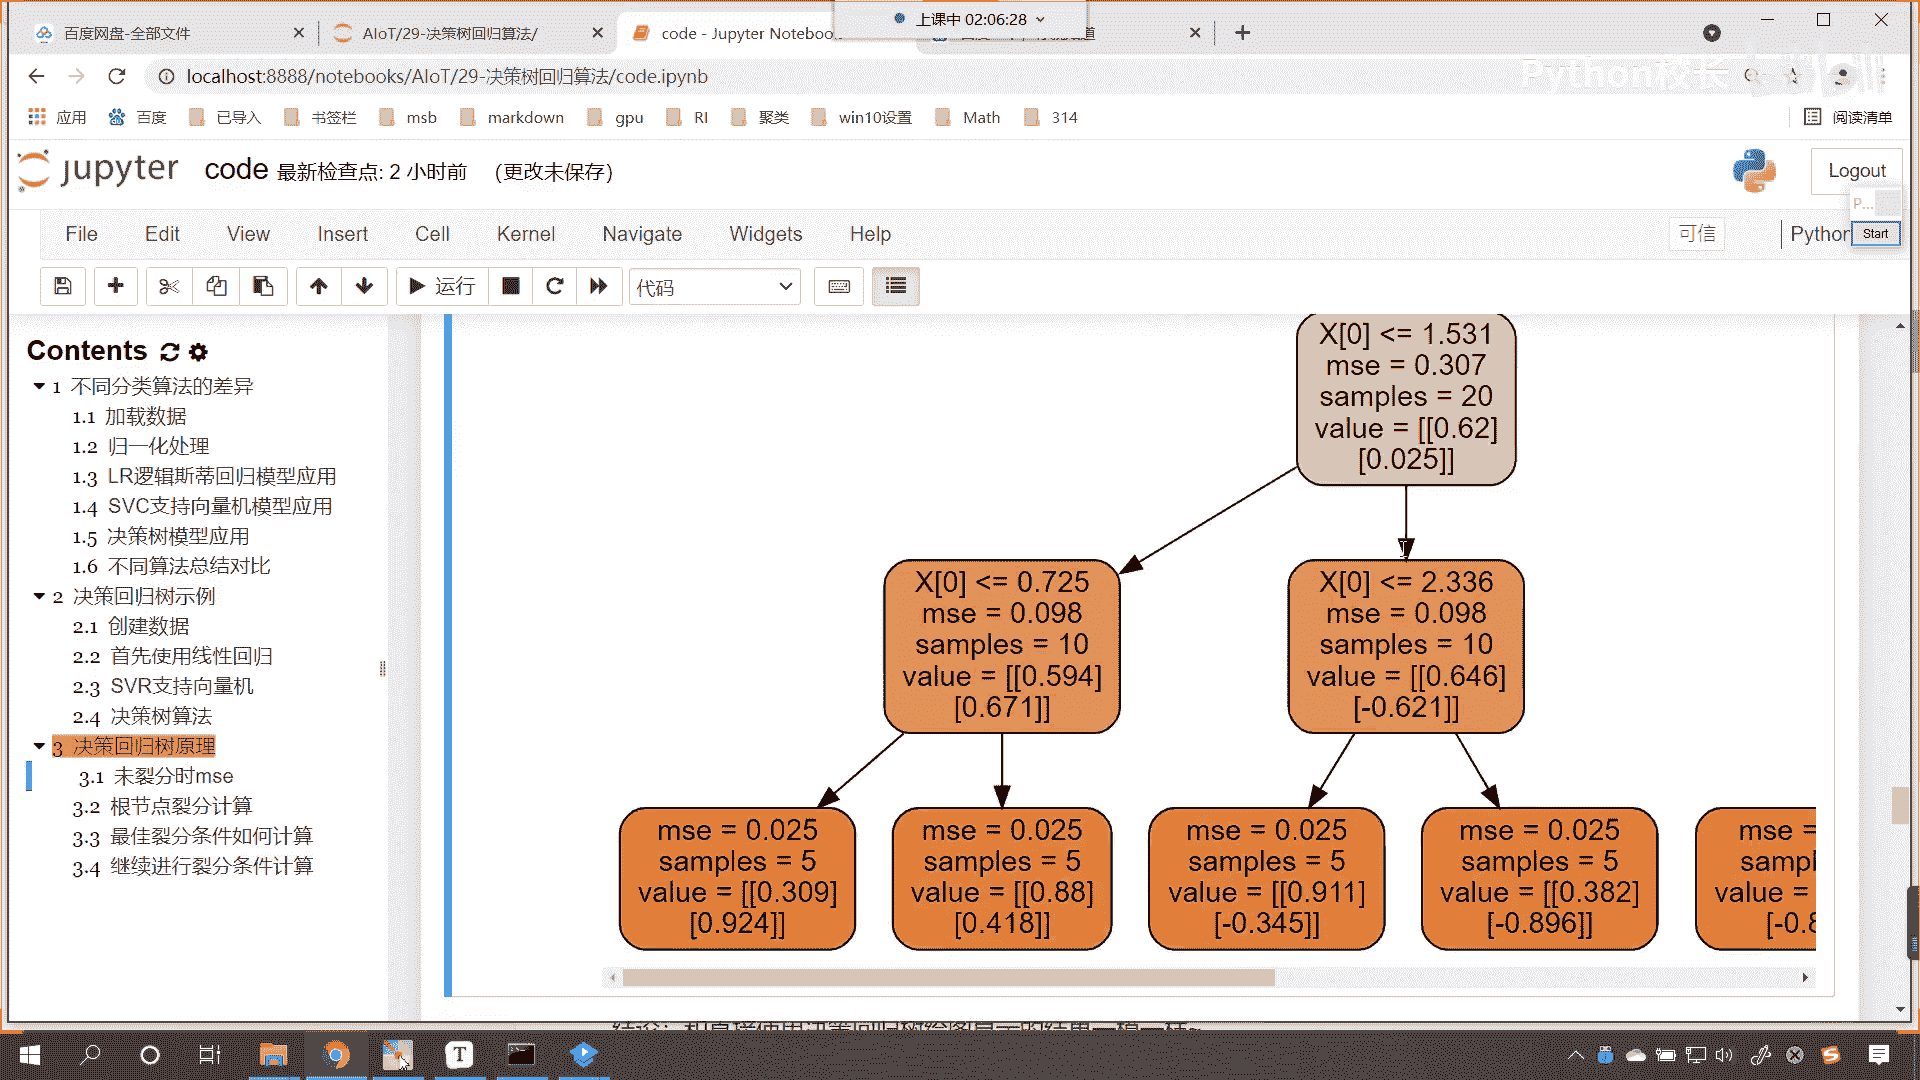 上课中 02:06:28
百度网盘-全部文件
AIoT/29-决策树回归算法/
code - Jupyter Noteboo
localhost:8888/notebooks/AIoT/29-决策树回归算法/code.ipynb
Python校长
应用 百度 已导入 书签栏 msb markdown gpu RI 聚类 win10设置 Math 314 阅读清单
jupyter code 最新检查点: 2 小时前 (更改未保存)
Logout
P...
Start
File Edit View Insert Cell Kernel Navigate Widgets Help 可信 Python
运行 代码
Contents
1 不同分类算法的差异
1.1 加载数据
1.2 归一化处理
1.3 LR逻辑斯蒂回归模型应用
1.4 SVC支持向量机模型应用
1.5 决策树模型应用
1.6 不同算法总结对比
2 决策回归树示例
2.1 创建数据
2.2 首先使用线性回归
2.3 SVR支持向量机
2.4 决策树算法
3 决策回归树原理
3.1 未裂分时mse
3.2 根节点裂分计算
3.3 最佳裂分条件如何计算
3.4 继续进行裂分条件计算
X[0] <= 1.531
mse = 0.307
samples = 20
value = [[0.62]
[0.025]]
X[0] <= 0.725
mse = 0.098
samples = 10
value = [[0.594]
[0.671]]
X[0] <= 2.336
mse = 0.098
samples = 10
value = [[0.646]
[-0.621]]
mse = 0.025
samples = 5
value = [[0.309]
[0.924]]
mse = 0.025
samples = 5
value = [[0.88]
[0.418]]
mse = 0.025
samples = 5
value = [[0.911]
[-0.345]]
mse = 0.025
samples = 5
value = [[0.382]
[-0.896]]
mse =
sampl
value =
[-0.8